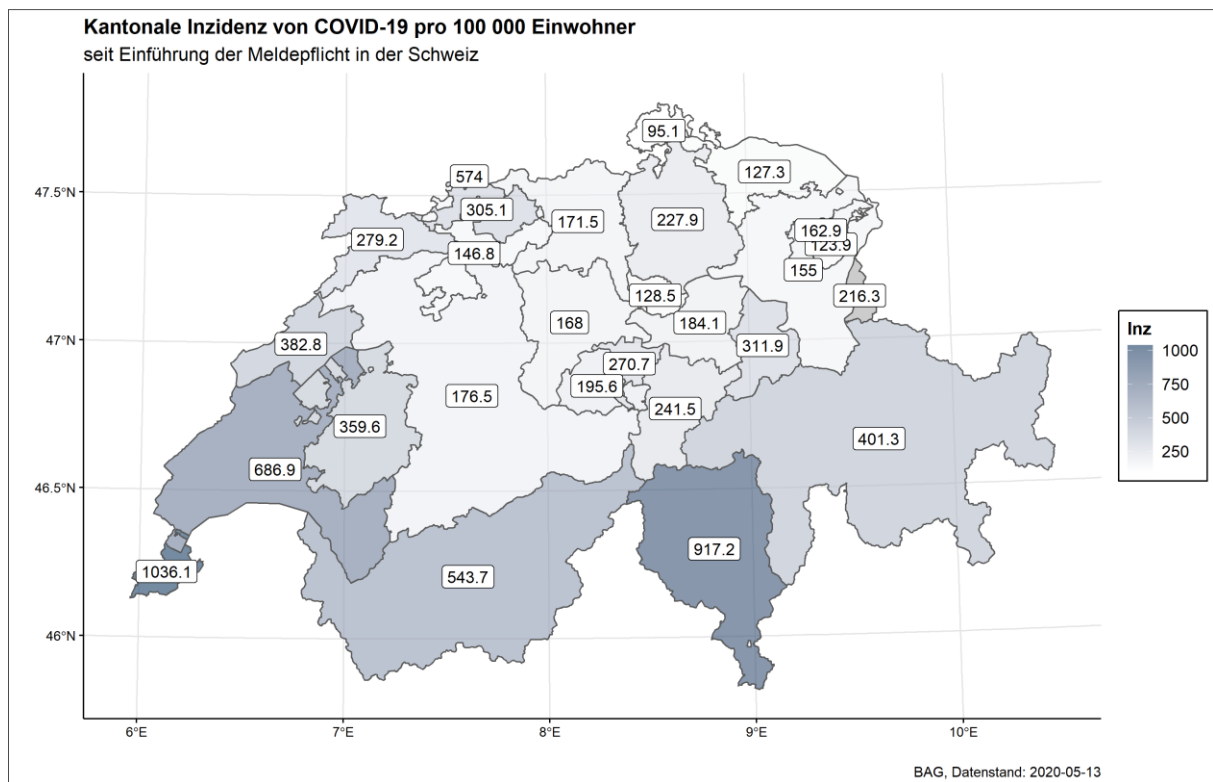 Kantonale Inzidenz von COVID-19 pro 100 000 Einwohner
seit Einführung der Meldepflicht in der Schweiz
95.1
574
127.3
47.5°N
305.1
171.5
227.9
162.9
279.2
123.9
146.8
155
128.5
216.3
168
184.1
Inz
47°N
382.8
311.9
1000
270.7
750
195.6
176.5
241.5
500
359.6
401.3
250
686.9
46.5°N
917.2
1036.1
543.7
46°N
6°E
7°E
8°E
9°E
10°E
BAG, Datenstand: 2020-05-13